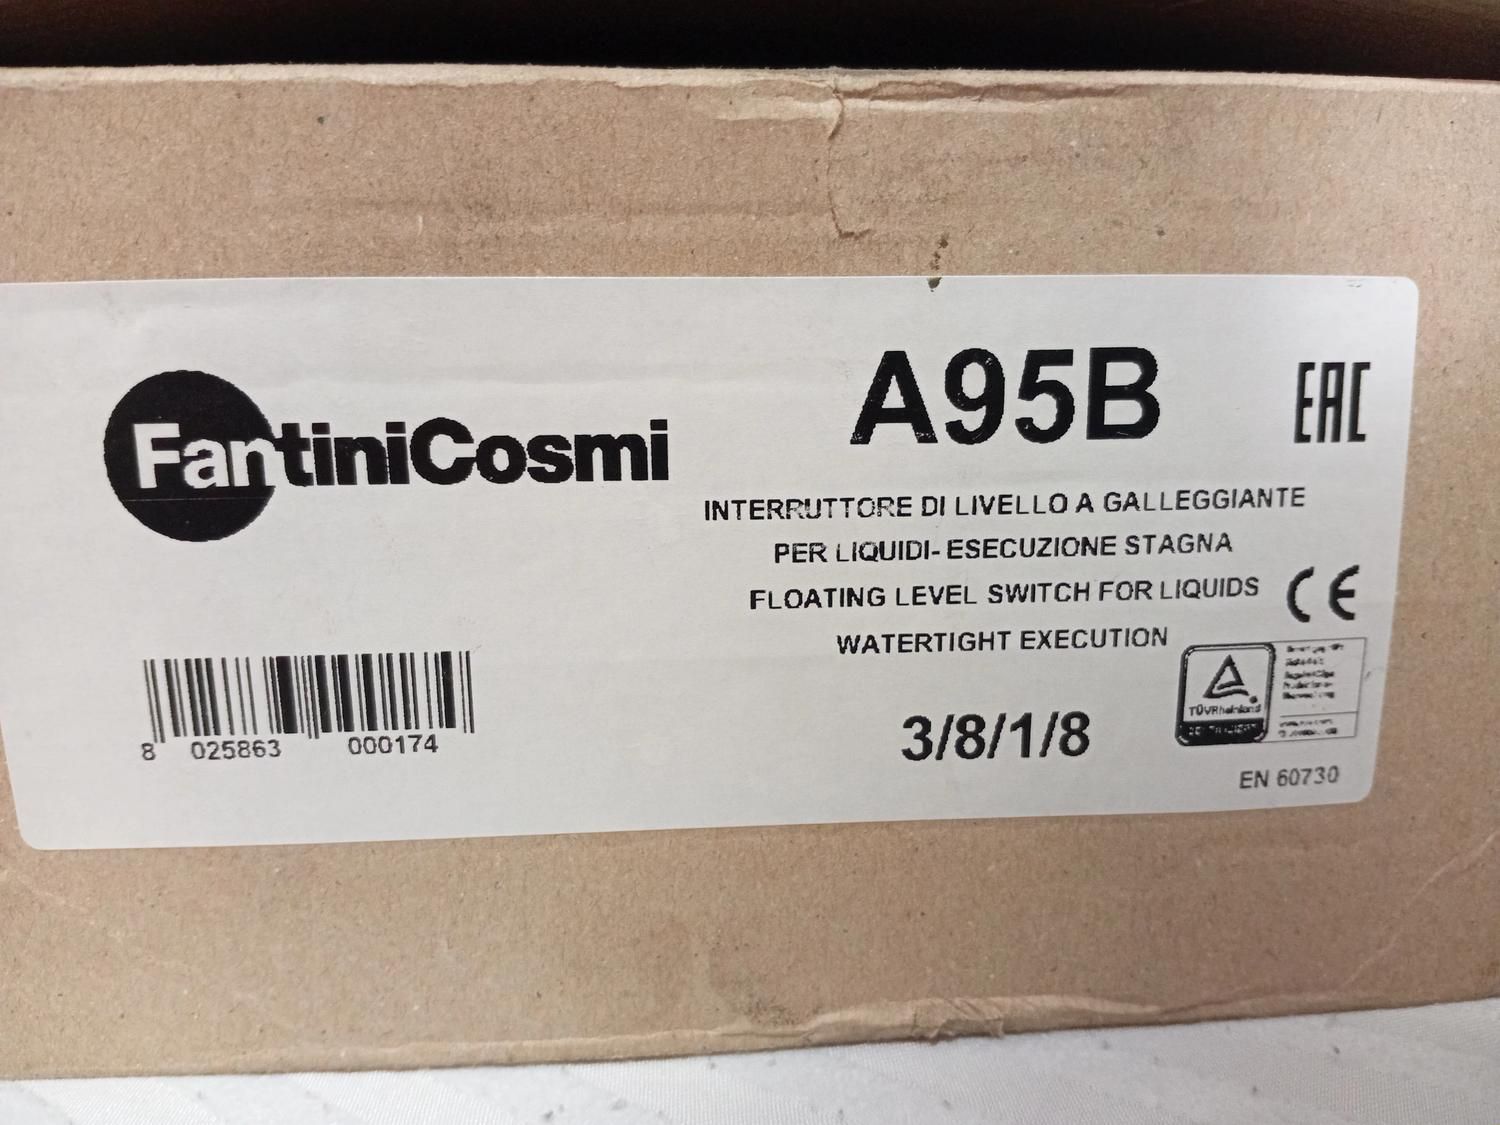 FantiniCosmi
A95B
EAC
INTERRUTTORE DI LIVELLO A GALLEGGIANTE
PER LIQUIDI- ESECUZIONE STAGNA
FLOATING LEVEL SWITCH FOR LIQUIDS
WATERTIGHT EXECUTION
CE
3/8/1/8
TÜVRheinland
EN 60730
8 025863 000174